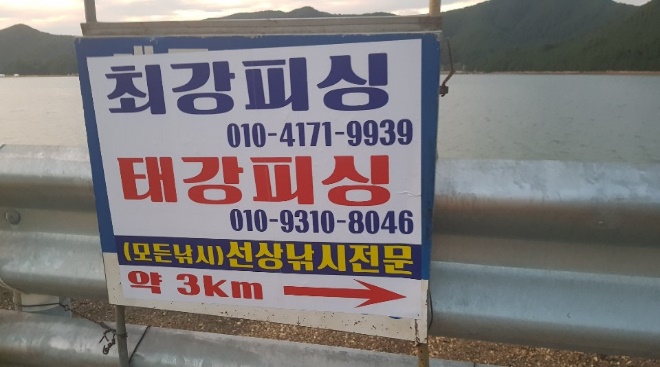 최강피싱
010-4171-9939
태강피싱
010-9310-8046
(모든낚시)선상낚시전문
약 3km